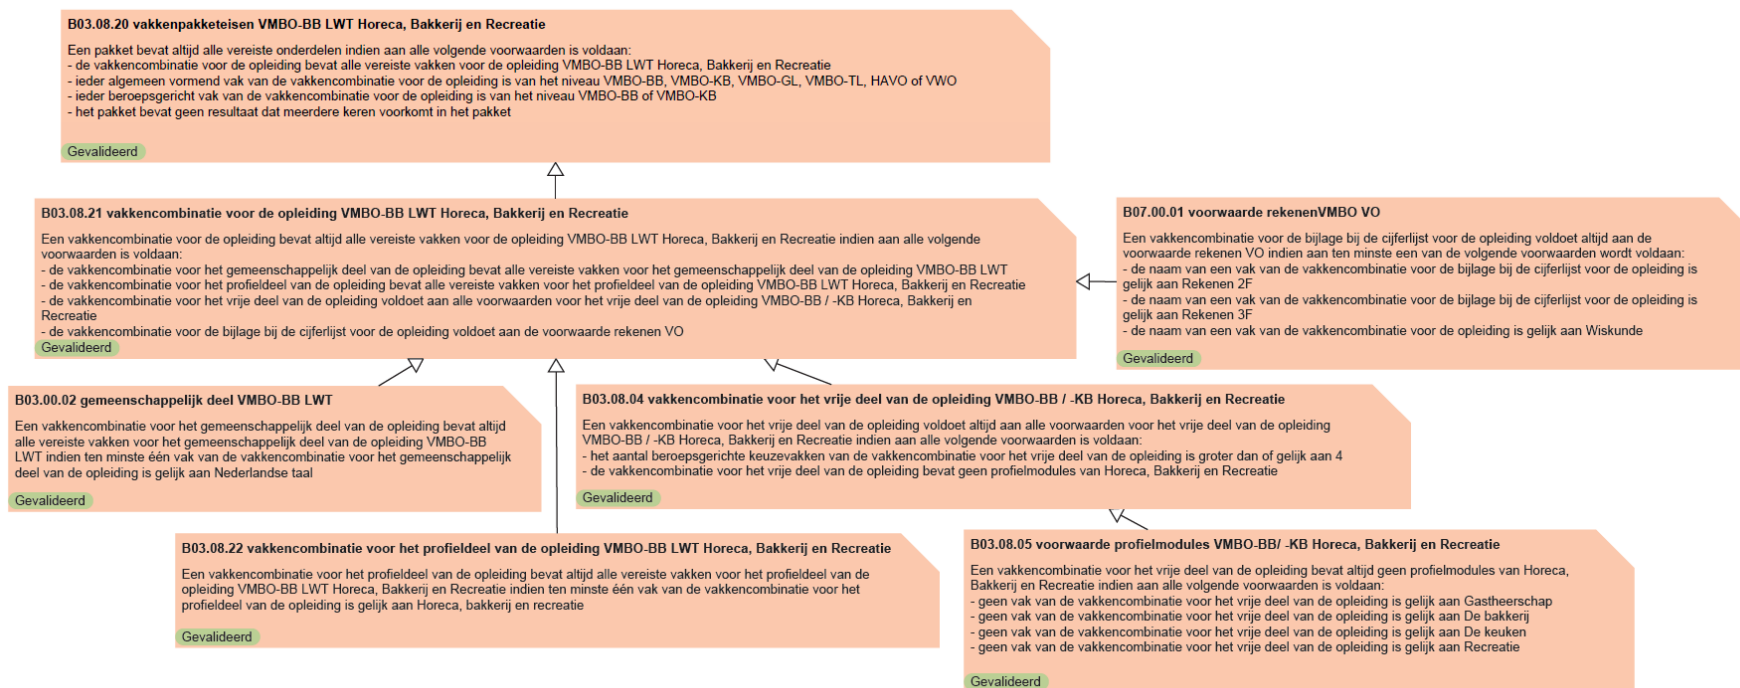 B03.08.20 vakkenpakketeisen VMBO-BB LWT Horeca, Bakkerij en Recreatie
Een pakket bevat altijd alle vereiste onderdelen indien aan alle volgende voorwaarden is voldaan:
- de vakkencombinatie voor de opleiding bevat alle vereiste vakken voor de opleiding VMBO-BB LWT Horeca, Bakkerij en Recreatie
- ieder algemeen vormend vak van de vakkencombinatie voor de opleiding is van het niveau VMBO-BB, VMBO-KB, VMBO-GL, VMBO-TL, HAVO of VWO
- ieder beroepsgericht vak van de vakkencombinatie voor de opleiding is van het niveau VMBO-BB of VMBO-KB
- het pakket bevat geen resultaat dat meerdere keren voorkomt in het pakket
Gevalideerd
B03.08.21 vakkencombinatie voor de opleiding VMBO-BB LWT Horeca, Bakkerij en Recreatie
Een vakkencombinatie voor de opleiding bevat altijd alle vereiste vakken voor de opleiding VMBO-BB LWT Horeca, Bakkerij en Recreatie indien aan alle volgende
voorwaarden is voldaan:
- de vakkencombinatie voor het gemeenschappelijk deel van de opleiding bevat alle vereiste vakken voor het gemeenschappelijk deel van de opleiding VMBO-BB LWT
- de vakkencombinatie voor het profieldeel van de opleiding bevat alle vereiste vakken voor het profieldeel van de opleiding VMBO-BB LWT Horeca, Bakkerij en Recreatie
- de vakkencombinatie voor het vrije deel van de opleiding voldoet aan alle voorwaarden voor het vrije deel van de opleiding VMBO-BB / -KB Horeca, Bakkerij en
Recreatie
- de vakkencombinatie voor de bijlage bij de cijferlijst voor de opleiding voldoet aan de voorwaarde rekenen VO
Gevalideerd
B07.00.01 voorwaarde rekenenVMBO VO
Een vakkencombinatie voor de bijlage bij de cijferlijst voor de opleiding voldoet altijd aan de
voorwaarde rekenen VO indien aan ten minste een van de volgende voorwaarden wordt voldaan:
- de naam van een vak van de vakkencombinatie voor de bijlage bij de cijferlijst voor de opleiding is
gelijk aan Rekenen 2F
- de naam van een vak van de vakkencombinatie voor de bijlage bij de cijferlijst voor de opleiding is
gelijk aan Rekenen 3F
- de naam van een vak van de vakkencombinatie voor de opleiding is gelijk aan Wiskunde
Gevalideerd
B03.00.02 gemeenschappelijk deel VMBO-BB LWT
Een vakkencombinatie voor het gemeenschappelijk deel van de opleiding bevat altijd
alle vereiste vakken voor het gemeenschappelijk deel van de opleiding VMBO-BB
LWT indien ten minste één vak van de vakkencombinatie voor het gemeenschappelijk
deel van de opleiding is gelijk aan Nederlandse taal
Gevalideerd
B03.08.04 vakkencombinatie voor het vrije deel van de opleiding VMBO-BB / -KB Horeca, Bakkerij en Recreatie
Een vakkencombinatie voor het vrije deel van de opleiding voldoet altijd aan alle voorwaarden voor het vrije deel van de opleiding
VMBO-BB / -KB Horeca, Bakkerij en Recreatie indien aan alle volgende voorwaarden is voldaan:
- het aantal beroepsgerichte keuzevakken van de vakkencombinatie voor het vrije deel van de opleiding is groter dan of gelijk aan 4
- de vakkencombinatie voor het vrije deel van de opleiding bevat geen profielmodules van Horeca, Bakkerij en Recreatie
Gevalideerd
B03.08.22 vakkencombinatie voor het profieldeel van de opleiding VMBO-BB LWT Horeca, Bakkerij en Recreatie
Een vakkencombinatie voor het profieldeel van de opleiding bevat altijd alle vereiste vakken voor het profieldeel van de
opleiding VMBO-BB LWT Horeca, Bakkerij en Recreatie indien ten minste één vak van de vakkencombinatie voor het
profieldeel van de opleiding is gelijk aan Horeca, bakkerij en recreatie
Gevalideerd
B03.08.05 voorwaarde profielmodules VMBO-BB/ -KB Horeca, Bakkerij en Recreatie
Een vakkencombinatie voor het vrije deel van de opleiding bevat altijd geen profielmodules van Horeca,
Bakkerij en Recreatie indien aan alle volgende voorwaarden is voldaan:
- geen vak van de vakkencombinatie voor het vrije deel van de opleiding is gelijk aan Gastheerschap
- geen vak van de vakkencombinatie voor het vrije deel van de opleiding is gelijk aan De bakkerij
- geen vak van de vakkencombinatie voor het vrije deel van de opleiding is gelijk aan De keuken
- geen vak van de vakkencombinatie voor het vrije deel van de opleiding is gelijk aan Recreatie
Gevalideerd